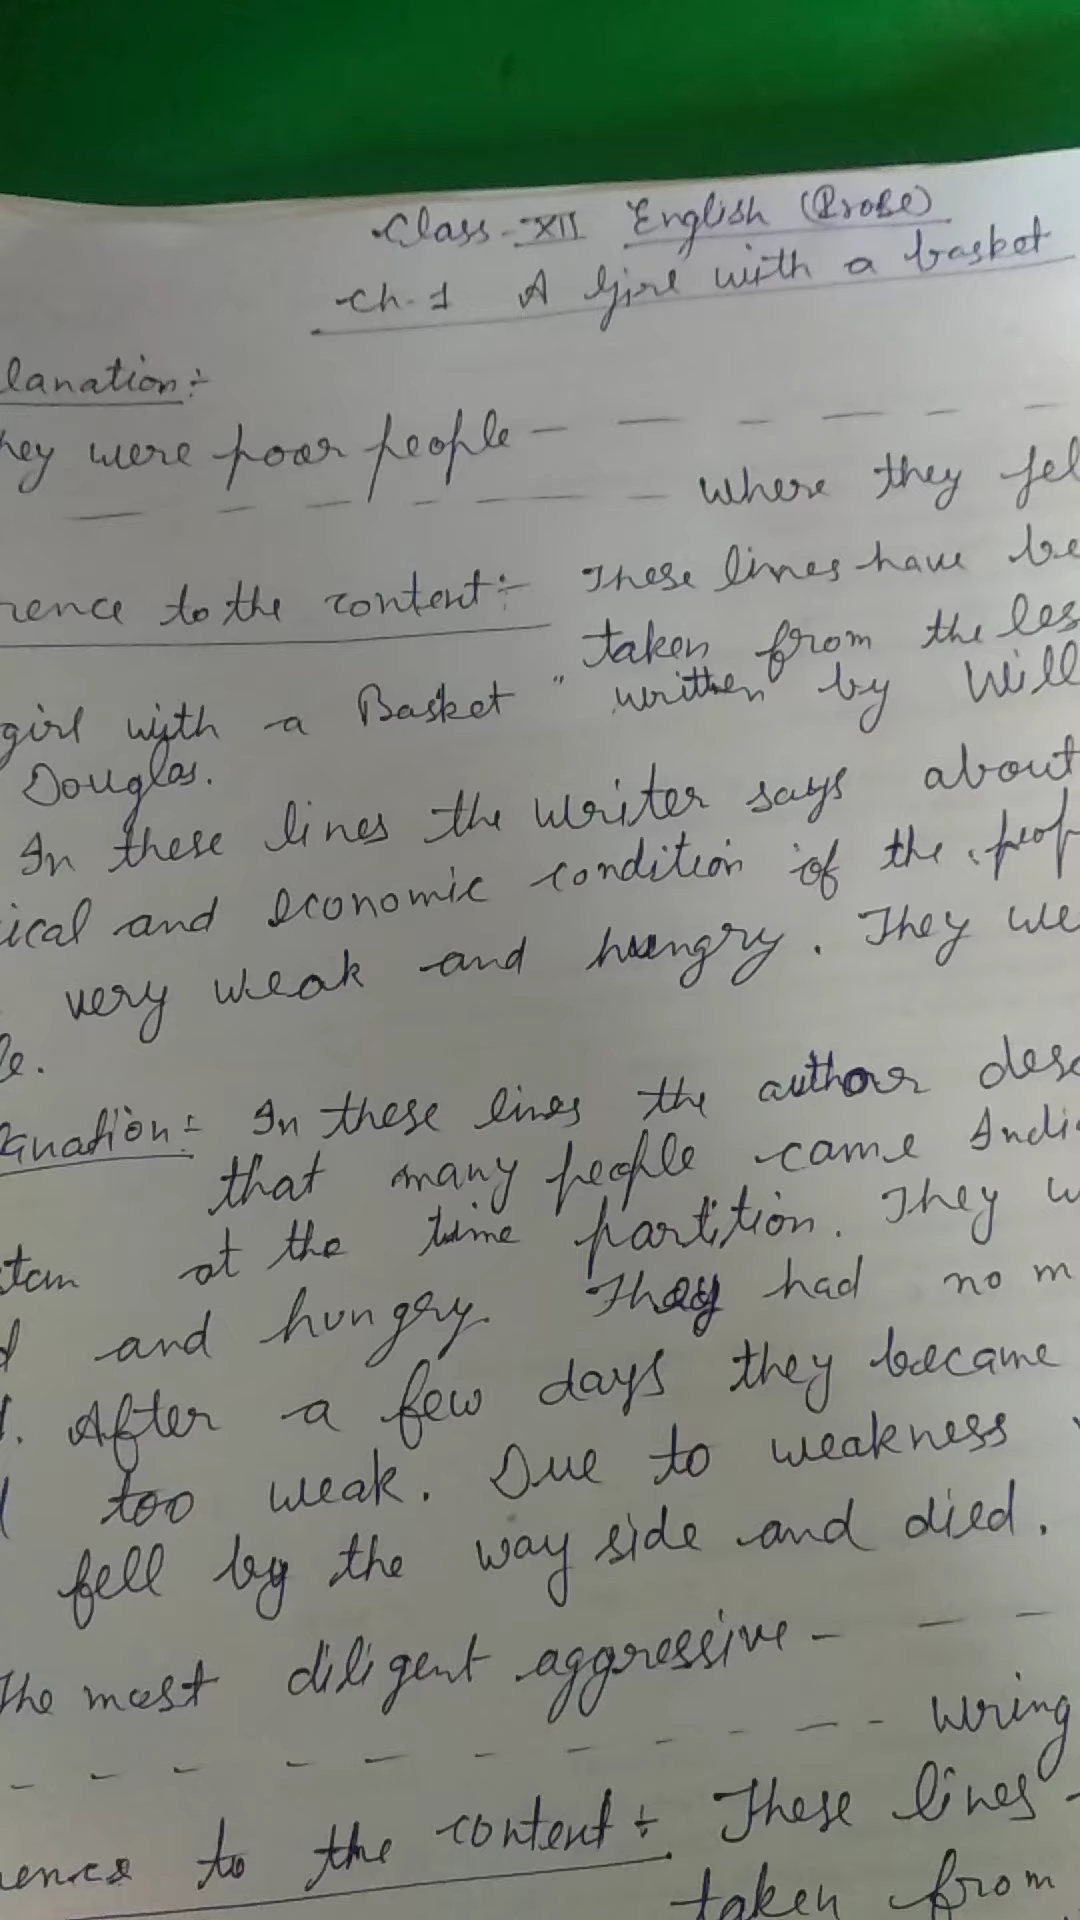 Class-XII English (Prose)
Ch-1 A Girl with a basket
lanation:-
hey were poor people - - - - - -
- - - - - - where they fel
rence to the content:- These lines have be
taken from the les
girl with a Basket" written by Will
Douglas.
In these lines the writer says about
ical and economic condition of the peop
very weak and hungry. They we
le.
anation:- In these lines the author desc
that many people came India
stan at the time partition. They w
d and hungry. They had no m
d. After a few days they became
too weak. Due to weakness
fell by the way side and died.
The most diligent aggressive - - -
- - - - - - - - - - wring
rence to the content:- These lines
taken from